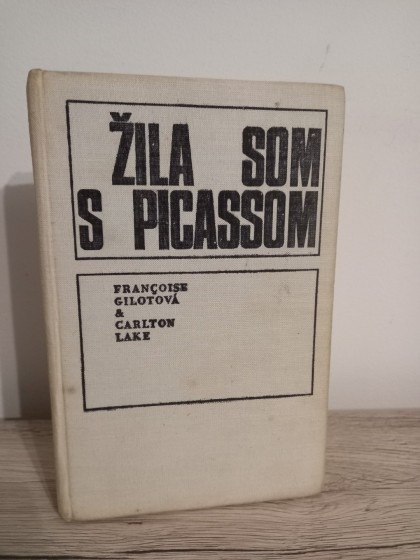 ŽILA SOM
S PICASSOM
FRANÇOISE
GILOTOVÁ
&
CARLTON
LAKE